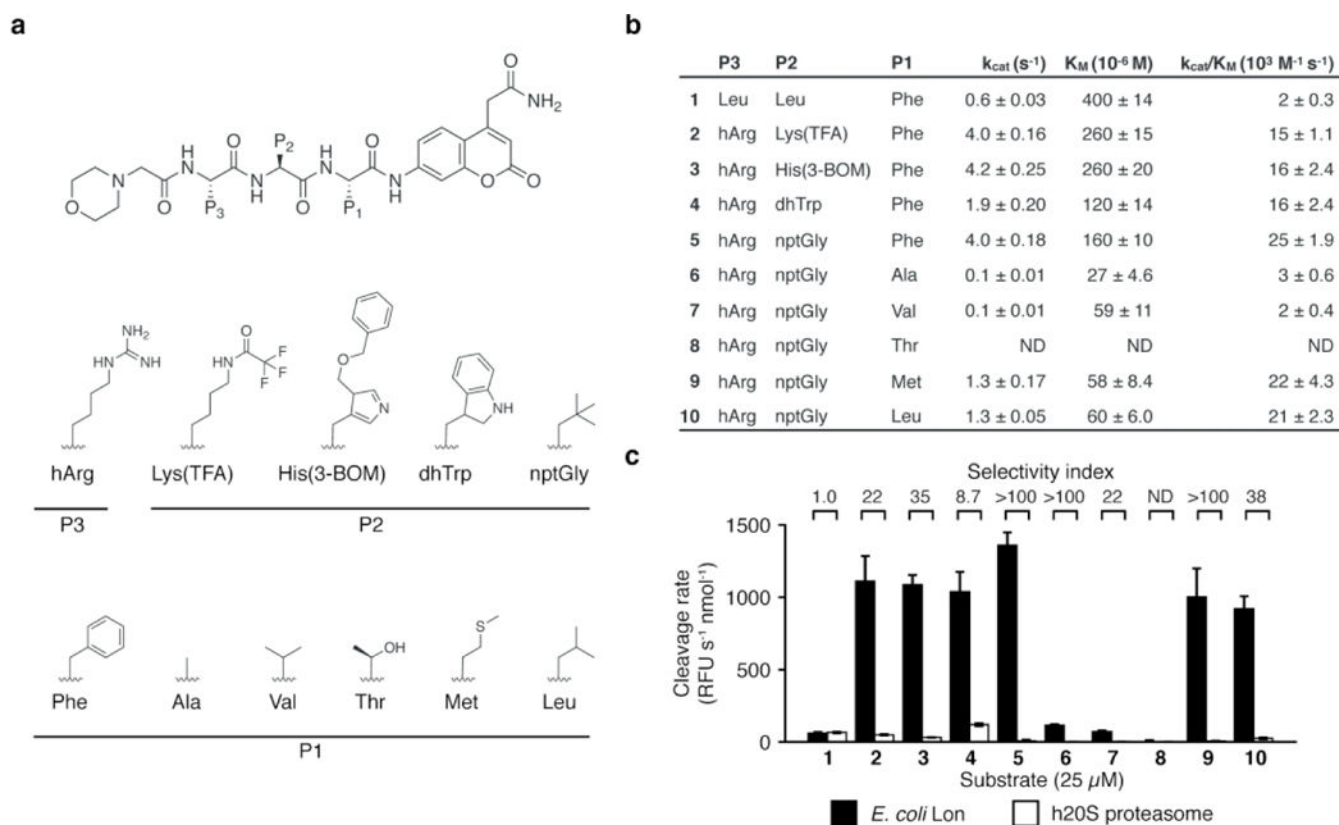 a
O
NH2
O
N
O
H
N
P3
O
N
H
P2
O
H
N
P1
O
N
H
O
O
NH2
HN
NH
O
HN
F
F
F
O
N
NH
hArg
Lys(TFA)
His(3-BOM)
dhTrp
nptGly
P3
P2
OH
S
Phe
Ala
Val
Thr
Met
Leu
P1
b
P3 P2 P1 kcat (s-1) KM (10-6 M) kcat/KM (103 M-1 s-1)
1 Leu Leu Phe 0.6 ± 0.03 400 ± 14 2 ± 0.3
2 hArg Lys(TFA) Phe 4.0 ± 0.16 260 ± 15 15 ± 1.1
3 hArg His(3-BOM) Phe 4.2 ± 0.25 260 ± 20 16 ± 2.4
4 hArg dhTrp Phe 1.9 ± 0.20 120 ± 14 16 ± 2.4
5 hArg nptGly Phe 4.0 ± 0.18 160 ± 10 25 ± 1.9
6 hArg nptGly Ala 0.1 ± 0.01 27 ± 4.6 3 ± 0.6
7 hArg nptGly Val 0.1 ± 0.01 59 ± 11 2 ± 0.4
8 hArg nptGly Thr ND ND ND
9 hArg nptGly Met 1.3 ± 0.17 58 ± 8.4 22 ± 4.3
10 hArg nptGly Leu 1.3 ± 0.05 60 ± 6.0 21 ± 2.3
c
Selectivity index
1.0 22 35 8.7 >100 >100 22 ND >100 38
Cleavage rate
(RFU s-1 nmol-1)
1500
1000
500
0
1 2 3 4 5 6 7 8 9 10
Substrate (25 μM)
E. coli Lon
h20S proteasome